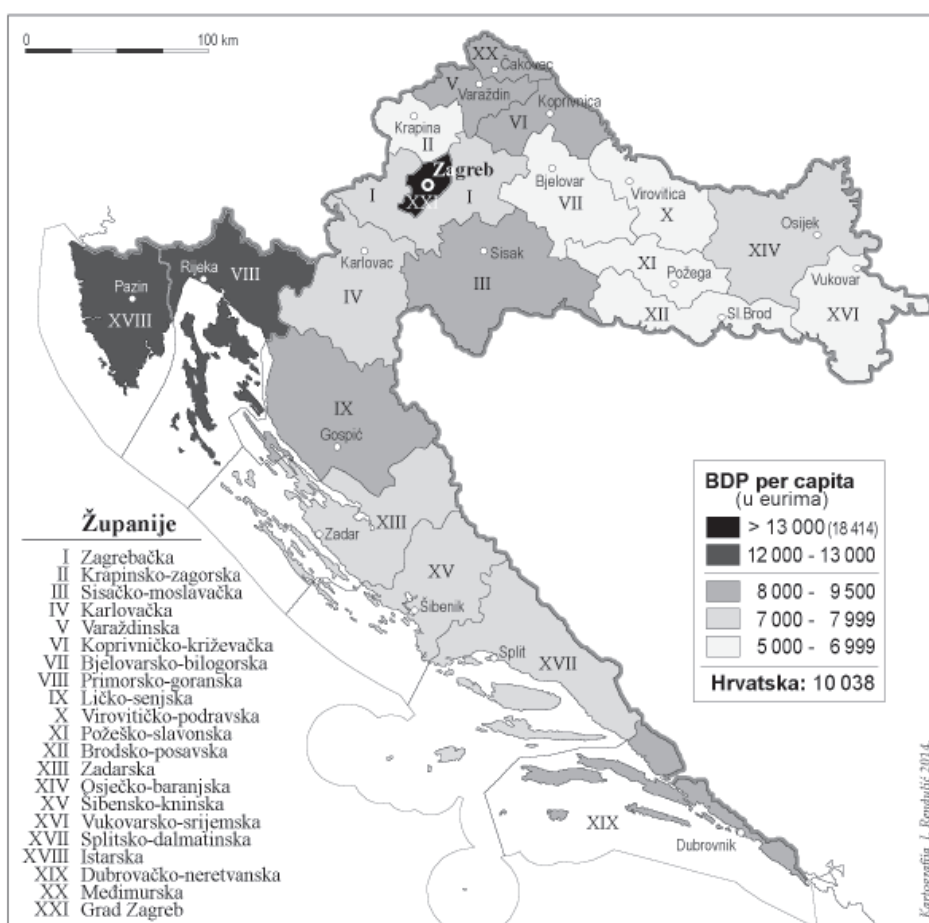 0 100 km
XX
Čakovec
V
Varaždin
Koprivnica
VI
Krapina
II
Zagreb
XXI
I
I
Bjelovar
VII
Virovitica
X
Osijek
XIV
Rijeka
VIII
Pazin
XVIII
Karlovac
IV
Sisak
III
XI
Požega
XII
Sl.Brod
Vukovar
XVI
IX
Gospić
XIII
Zadar
XV
Šibenik
Split
XVII
XIX
Dubrovnik
BDP per capita
(u eurima)
> 13 000 (18 414)
12 000 - 13 000
8 000 - 9 500
7 000 - 7 999
5 000 - 6 999
Hrvatska: 10 038
Županije
I Zagrebačka
II Krapinsko-zagorska
III Sisačko-moslavačka
IV Karlovačka
V Varaždinska
VI Koprivničko-križevačka
VII Bjelovarsko-bilogorska
VIII Primorsko-goranska
IX Ličko-senjska
X Virovitičko-podravska
XI Požeško-slavonska
XII Brodsko-posavska
XIII Zadarska
XIV Osječko-baranjska
XV Šibensko-kninska
XVI Vukovarsko-srijemska
XVII Splitsko-dalmatinska
XVIII Istarska
XIX Dubrovačko-neretvanska
XX Međimurska
XXI Grad Zagreb
Kartografija, I. Rendulić 2014.